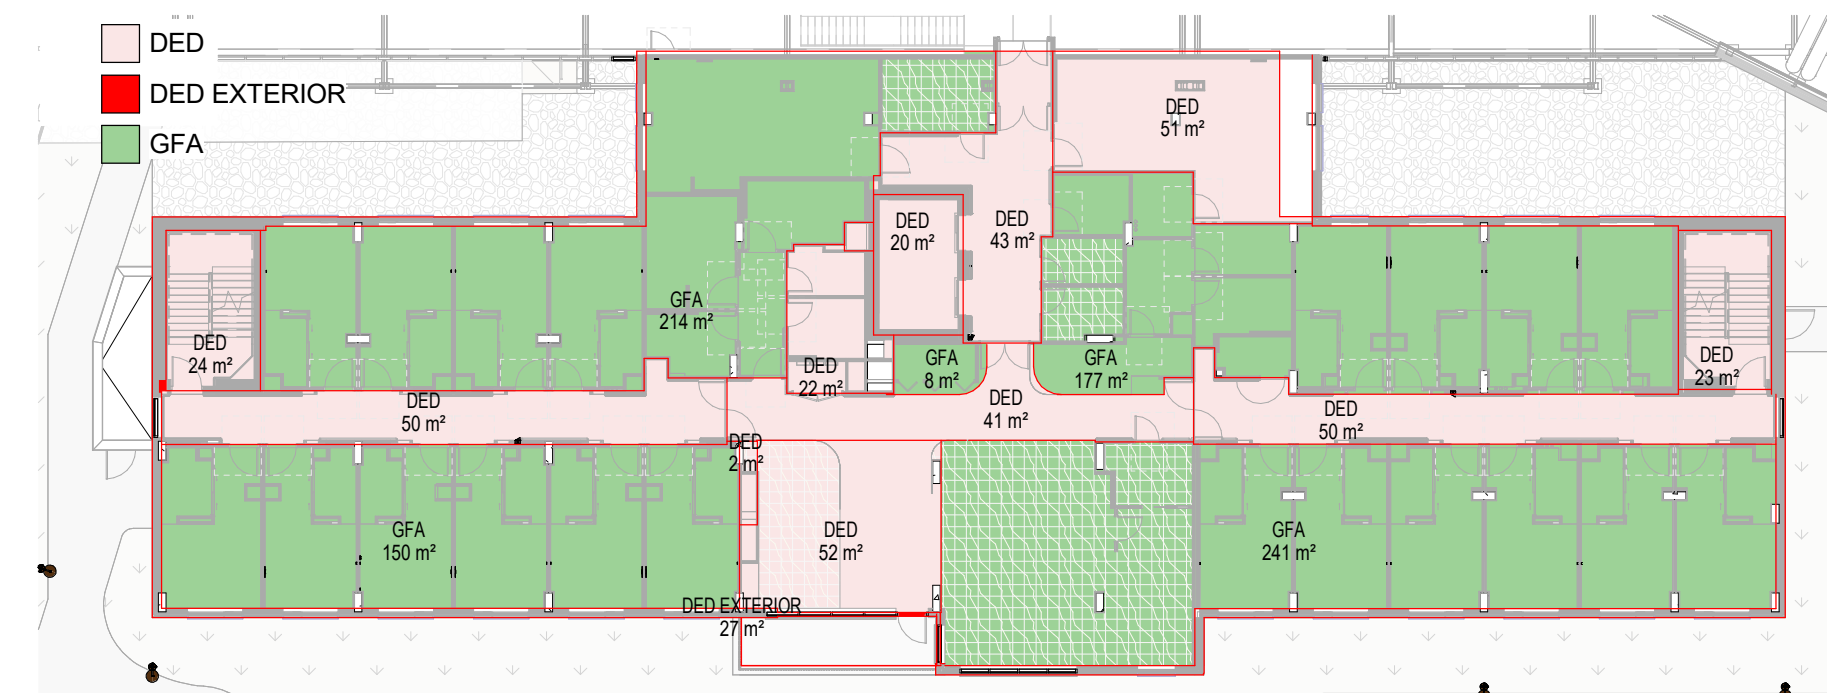 DED
DED EXTERIOR
GFA
DED
51 m²
DED
20 m²
DED
43 m²
GFA
214 m²
DED
24 m²
DED
22 m²
GFA
8 m²
GFA
177 m²
DED
23 m²
DED
50 m²
DED
41 m²
DED
50 m²
DED
2 m²
GFA
150 m²
DED
52 m²
GFA
241 m²
DED EXTERIOR
27 m²